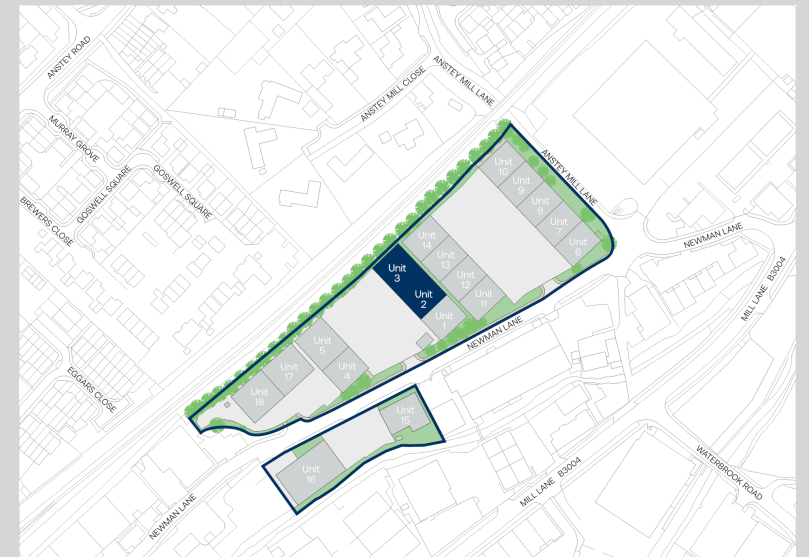 ANSTEY ROAD
ANSTEY MILL LANE
ANSTEY MILL CLOSE
MURRAY GROVE
GOSWELL SQUARE
GOSWELL SQUARE
BREWERS CLOSE
ANSTEY MILL LANE
Unit
10
Unit
9
Unit
8
Unit
7
Unit
6
NEWMAN LANE
MILL LANE B3004
Unit
14
Unit
13
Unit
12
Unit
11
Unit
3
Unit
2
Unit
1
NEWMAN LANE
Unit
5
Unit
4
Unit
17
Unit
18
EGGARS CLOSE
Unit
15
Unit
16
NEWMAN LANE
MILL LANE B3004
WATERBROOK ROAD